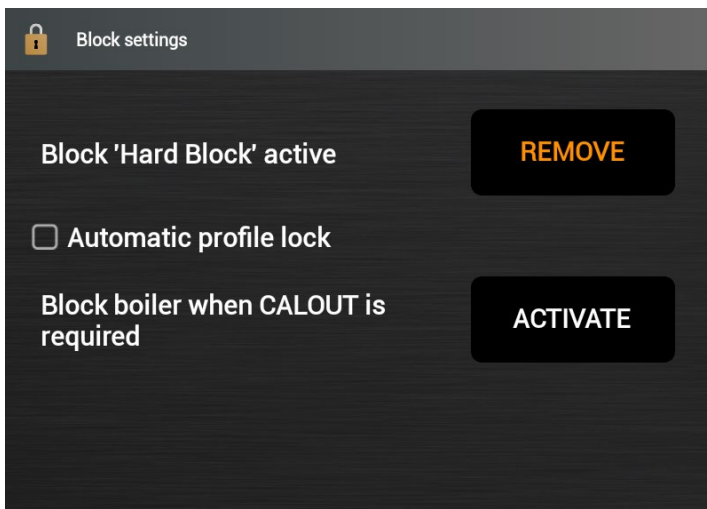 Block settings
Block 'Hard Block' active
REMOVE
Automatic profile lock
Block boiler when CALOUT is
required
ACTIVATE